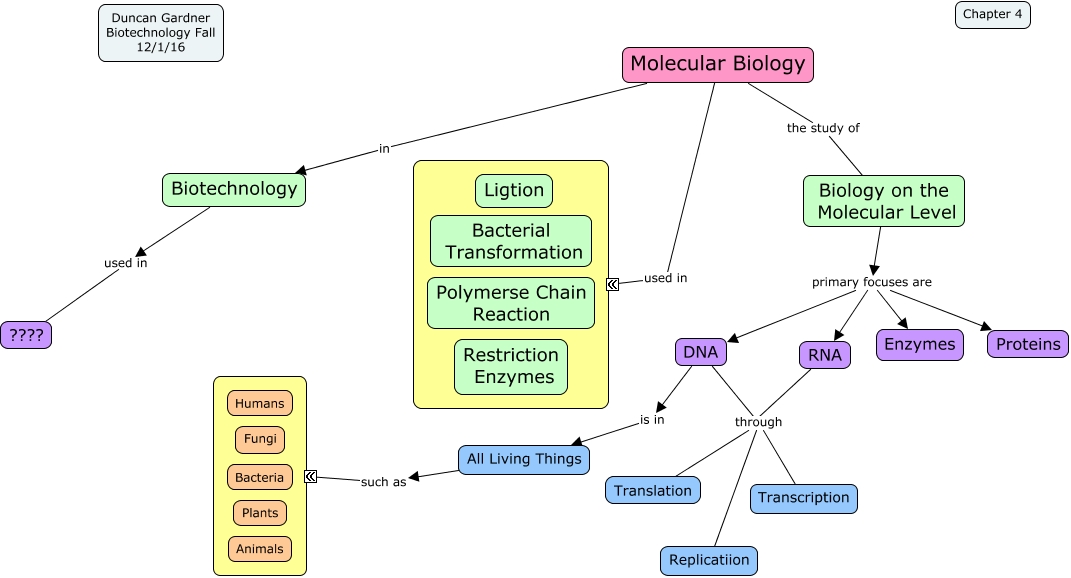 Duncan Gardner
Biotechnology Fall
12/1/16
Chapter 4
Molecular Biology
in
the study of
Biotechnology
Ligtion
Bacterial
Transformation
Polymerse Chain
Reaction
Restriction
Enzymes
Biology on the
Molecular Level
used in
used in
primary focuses are
????
DNA
RNA
Enzymes
Proteins
is in
through
All Living Things
such as
Humans
Fungi
Bacteria
Plants
Animals
Translation
Transcription
Replicatiion